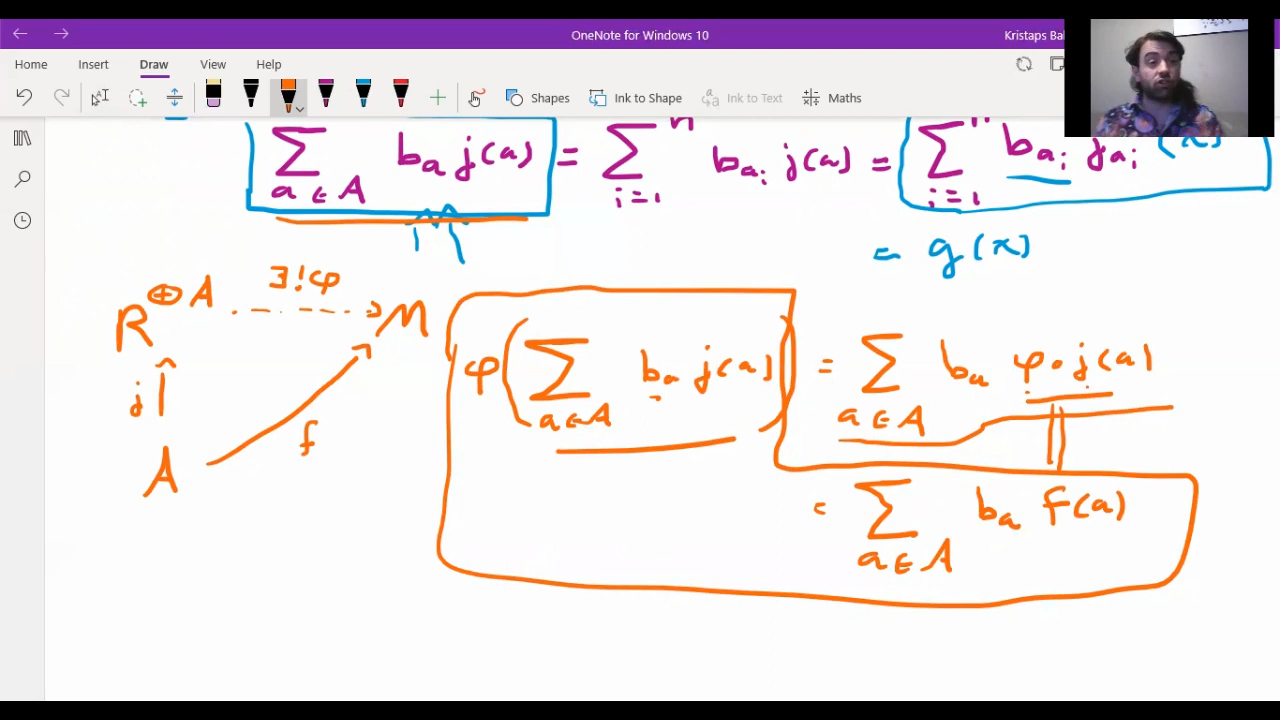 OneNote for Windows 10
Home Insert Draw View Help
Shapes Ink to Shape Ink to Text Maths
∑ a∈A b_a j(a) = ∑ i=1 n b_{a_i} j(a) = ∑ i=1 n b_{a_i} j_{a_i} (x)
= g(x)
R^{⊕A} ∃!φ M
φ(∑ a∈A b_a j(a)) = ∑ a∈A b_a φ∘j(a)
j
f
A
= ∑ a∈A b_a f(a)